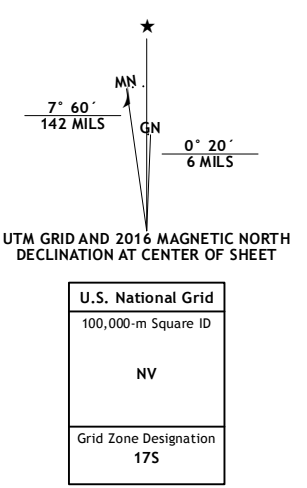 ★
MN
7° 60´
142 MILS
GN
0° 20´
6 MILS
UTM GRID AND 2016 MAGNETIC NORTH
DECLINATION AT CENTER OF SHEET
U.S. National Grid
100,000-m Square ID
NV
Grid Zone Designation
17S